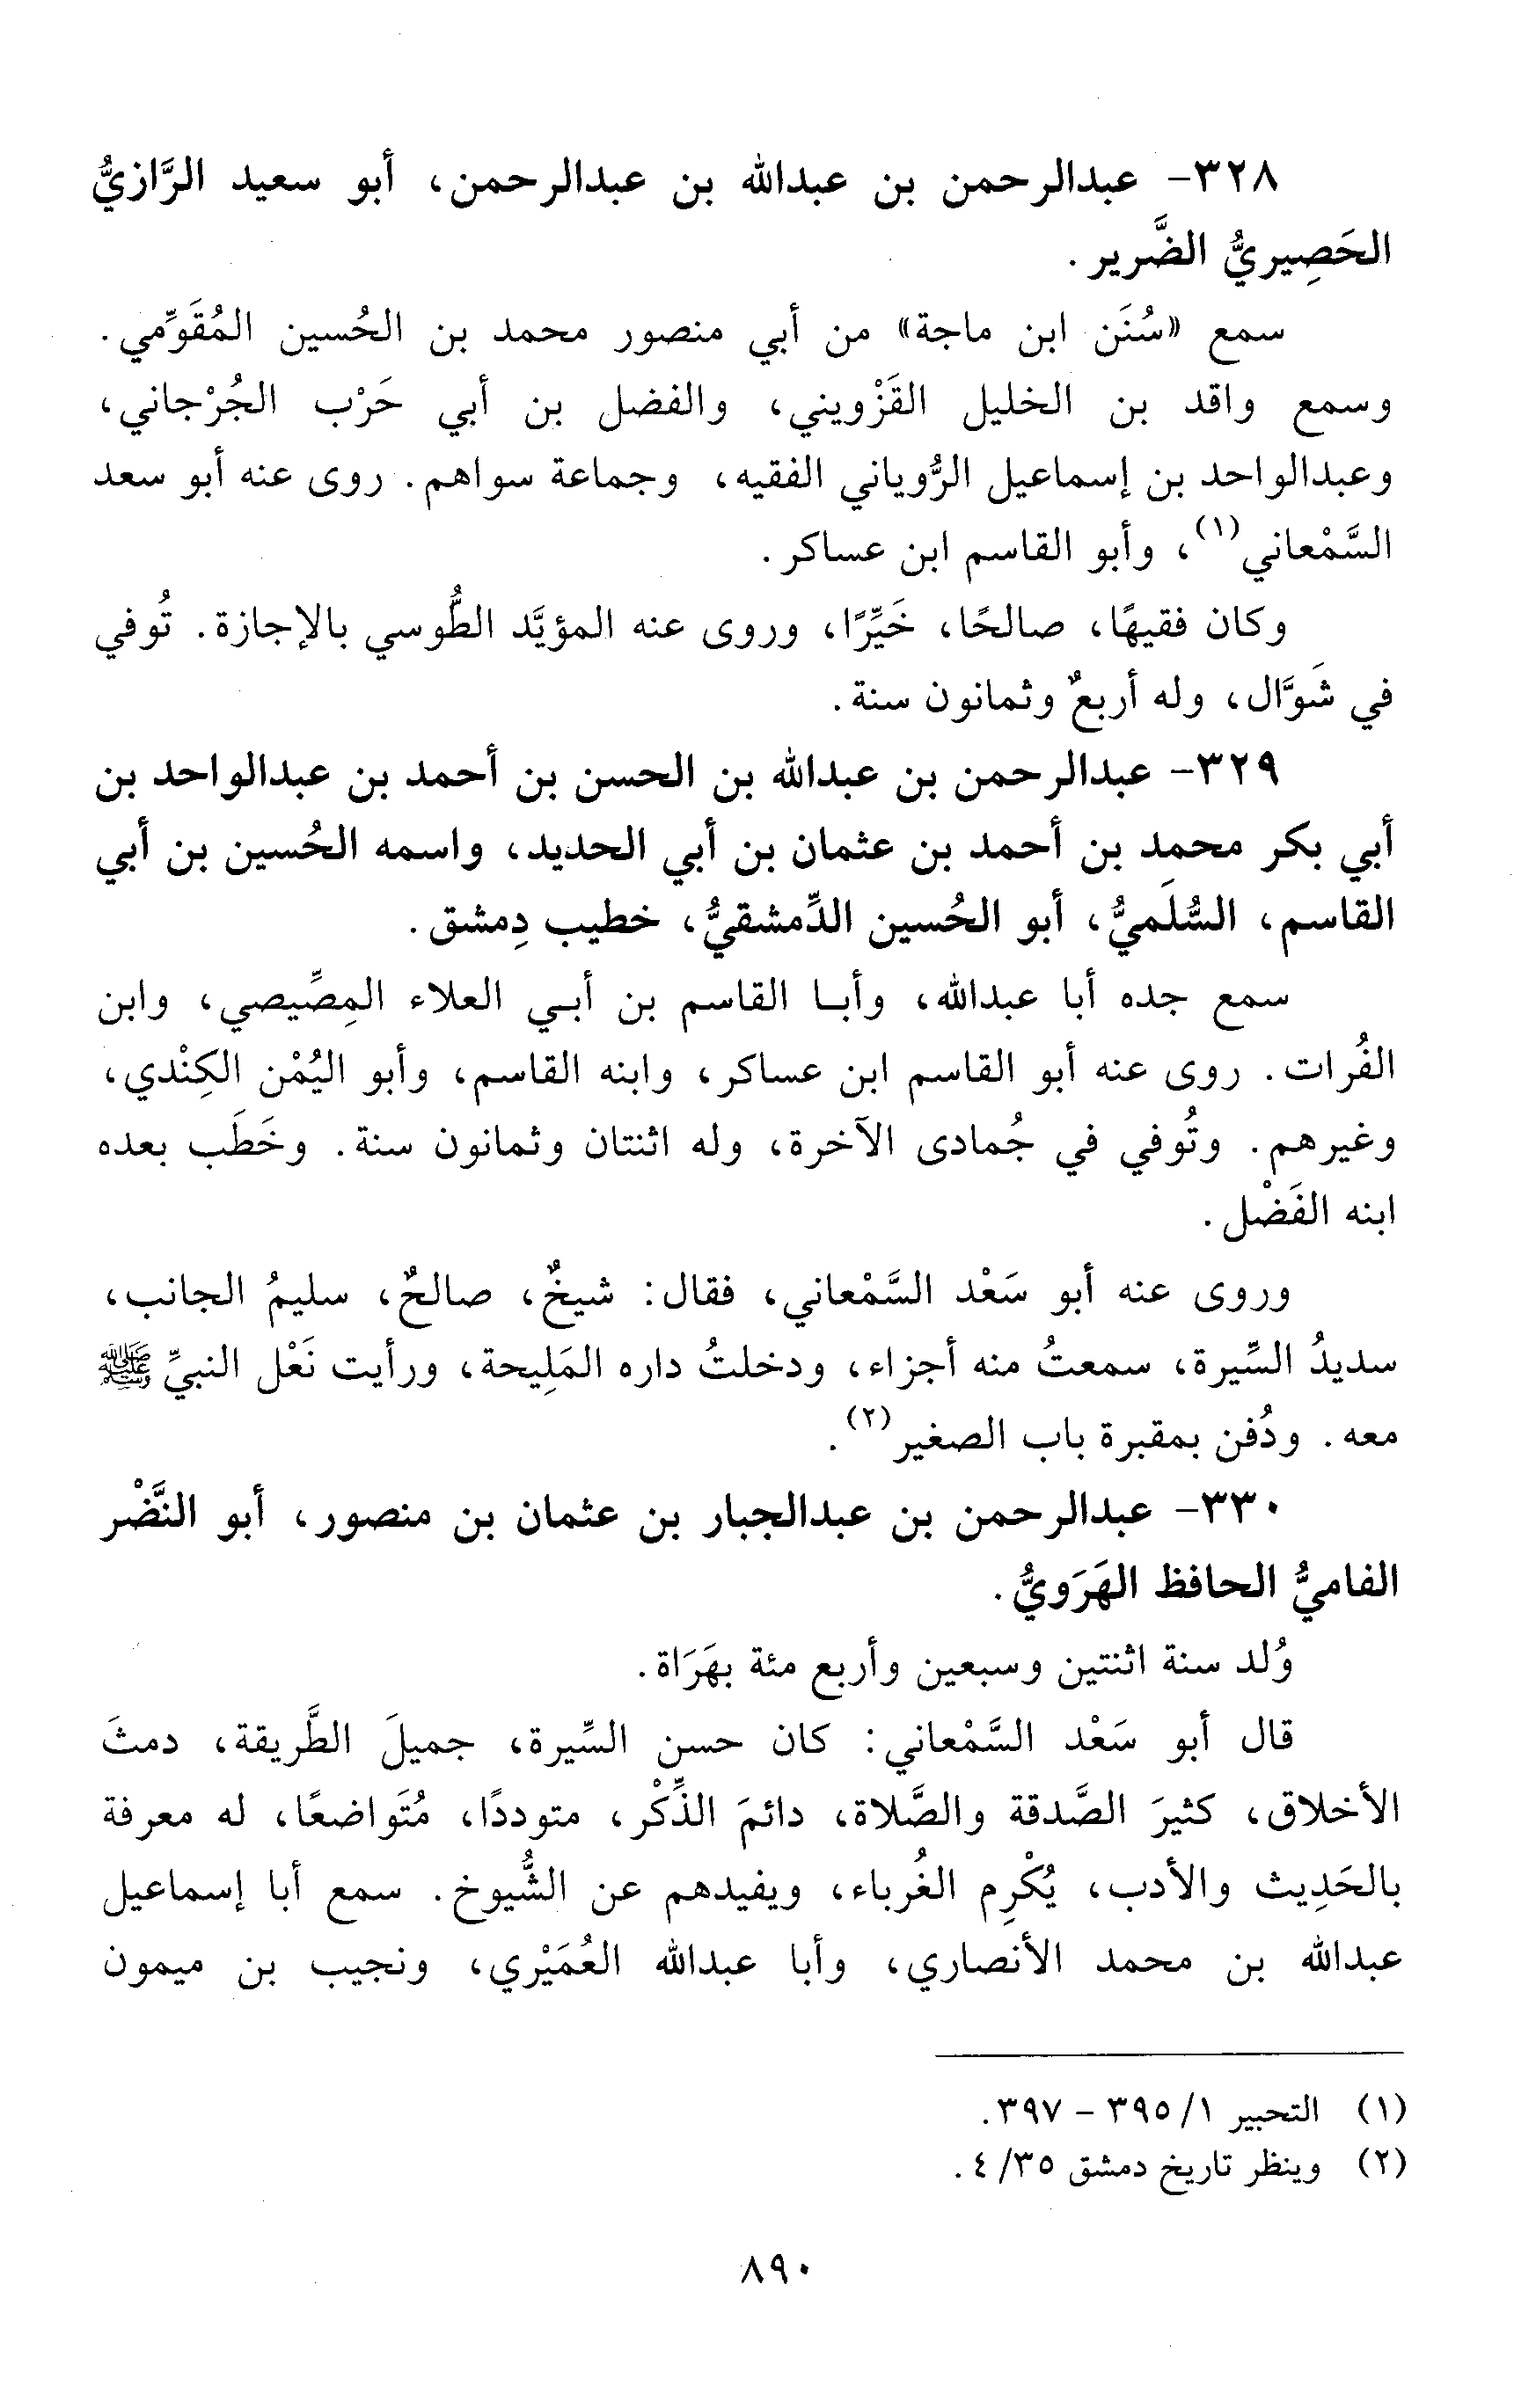 ٣٢٨- عبدالرحمن بن عبدالله بن عبدالرحمن، أبو سعيد الرَّازيُّ
الحَصِيريُّ الضَّرير.
سمع «سُنَن ابن ماجة» من أبي منصور محمد بن الحُسين المُقَوِّمي.
وسمع واقد بن الخليل القَزْويني، والفضل بن أبي حَرْب الجُرْجاني،
وعبدالواحد بن إسماعيل الرُّوياني الفقيه، وجماعة سواهم. روى عنه أبو سعد
السَّمْعاني(١)، وأبو القاسم ابن عساكر.
وكان فقيهًا، صالحًا، خَيِّرًا، وروى عنه المؤيَّد الطُّوسي بالإجازة. تُوفي
في شَوَّال، وله أربعٌ وثمانون سنة.
٣٢٩- عبدالرحمن بن عبدالله بن الحسن بن أحمد بن عبدالواحد بن
أبي بكر محمد بن أحمد بن عثمان بن أبي الحديد، واسمه الحُسين بن أبي
القاسم، السُّلَميُّ، أبو الحُسين الدِّمشقيُّ، خطيب دِمشق.
سمع جده أبا عبدالله، وأبا القاسم بن أبي العلاء المِصِّيصي، وابن
الفُرات. روى عنه أبو القاسم ابن عساكر، وابنه القاسم، وأبو اليُمْن الكِنْدي،
وغيرهم. وتُوفي في جُمادى الآخرة، وله اثنتان وثمانون سنة. وخَطَب بعده
ابنه الفَضْل.
وروى عنه أبو سَعْد السَّمْعاني، فقال: شيخٌ، صالحٌ، سليمُ الجانب،
سديدُ السِّيرة، سمعتُ منه أجزاء، ودخلتُ داره المَلِيحة، ورأيت نَعْل النبيِّ ﷺ
معه. ودُفن بمقبرة باب الصغير(٢).
٣٣٠- عبدالرحمن بن عبدالجبار بن عثمان بن منصور، أبو النَّضْر
الفاميُّ الحافظ الهَرَويُّ.
وُلد سنة اثنتين وسبعين وأربع مئة بهَرَاة.
قال أبو سَعْد السَّمْعاني: كان حسن السِّيرة، جميلَ الطَّريقة، دمثَ
الأخلاق، كثيرَ الصَّدقة والصَّلاة، دائمَ الذِّكْر، متوددًا، مُتَواضعًا، له معرفة
بالحَدِيث والأدب، يُكْرِم الغُرباء، ويفيدهم عن الشُّيوخ. سمع أبا إسماعيل
عبدالله بن محمد الأنصاري، وأبا عبدالله العُمَيْري، ونجيب بن ميمون
(١) التحبير ١/ ٣٩٥ - ٣٩٧.
(٢) وينظر تاريخ دمشق ٣٥/ ٤.
٨٩٠